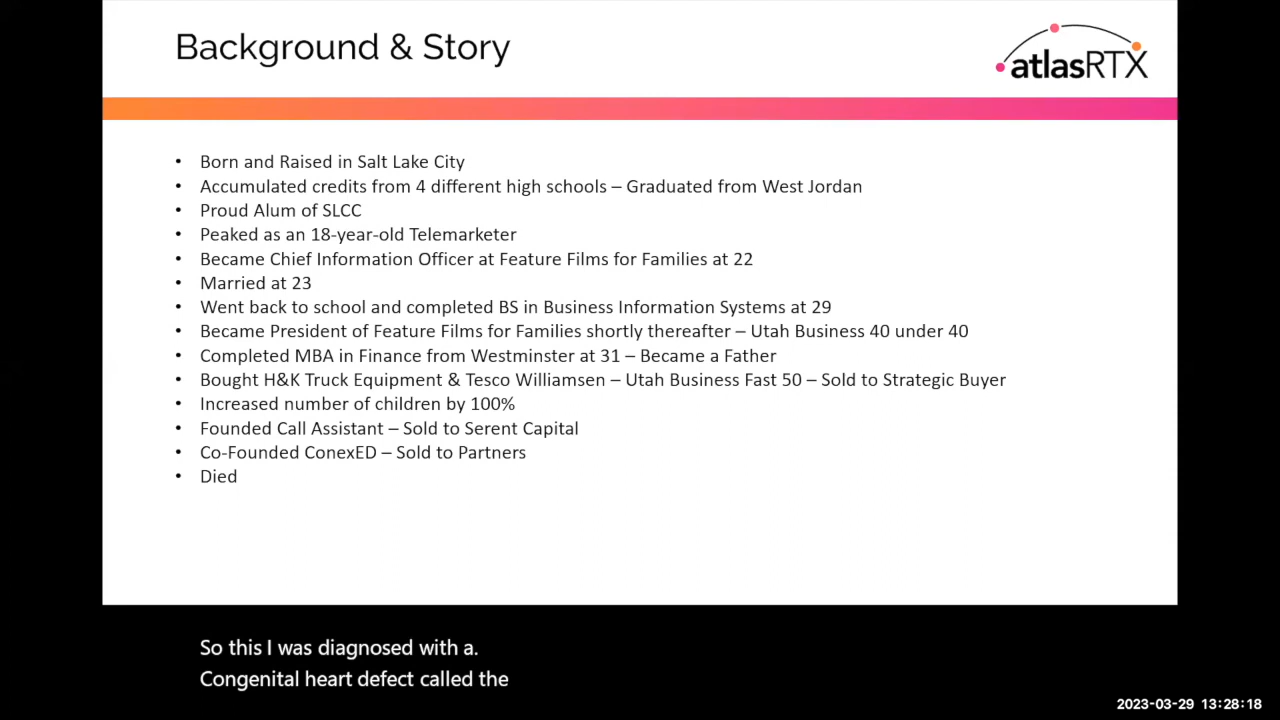 Background & Story
atlasRTX
• Born and Raised in Salt Lake City
• Accumulated credits from 4 different high schools – Graduated from West Jordan
• Proud Alum of SLCC
• Peaked as an 18-year-old Telemarketer
• Became Chief Information Officer at Feature Films for Families at 22
• Married at 23
• Went back to school and completed BS in Business Information Systems at 29
• Became President of Feature Films for Families shortly thereafter – Utah Business 40 under 40
• Completed MBA in Finance from Westminster at 31 – Became a Father
• Bought H&K Truck Equipment & Tesco Williamsen – Utah Business Fast 50 – Sold to Strategic Buyer
• Increased number of children by 100%
• Founded Call Assistant – Sold to Serent Capital
• Co-Founded ConexED – Sold to Partners
• Died
So this I was diagnosed with a.
Congenital heart defect called the
2023-03-29 13:28:18